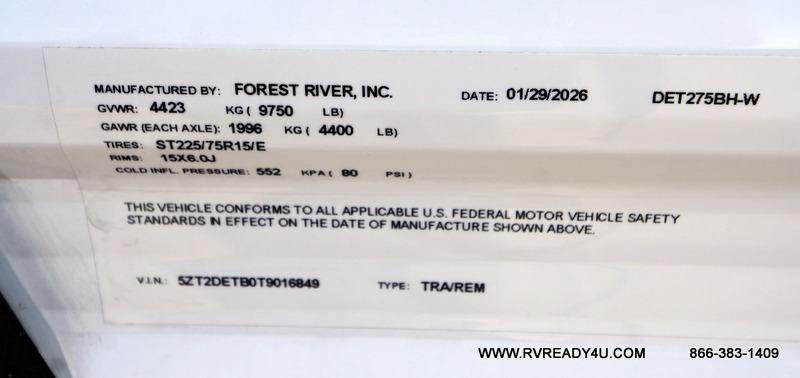 MANUFACTURED BY: FOREST RIVER, INC. DATE: 01/29/2026 DET275BH-W
GVWR: 4423 KG ( 9750 LB)
GAWR (EACH AXLE): 1996 KG ( 4400 LB)
TIRES: ST225/75R15/E
RIMS: 15X6.0J
COLD INFL. PRESSURE: 552 KPA ( 80 PSI)
THIS VEHICLE CONFORMS TO ALL APPLICABLE U.S. FEDERAL MOTOR VEHICLE SAFETY
STANDARDS IN EFFECT ON THE DATE OF MANUFACTURE SHOWN ABOVE.
V.I.N.: 5ZT2DETB0T9016849 TYPE: TRA/REM
WWW.RVREADY4U.COM 866-383-1409